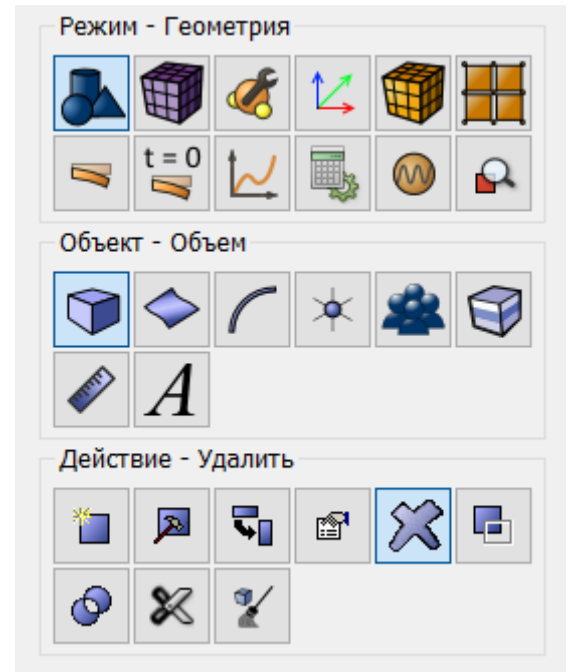 Режим - Геометрия
t = 0
Объект - Объем
A
Действие - Удалить